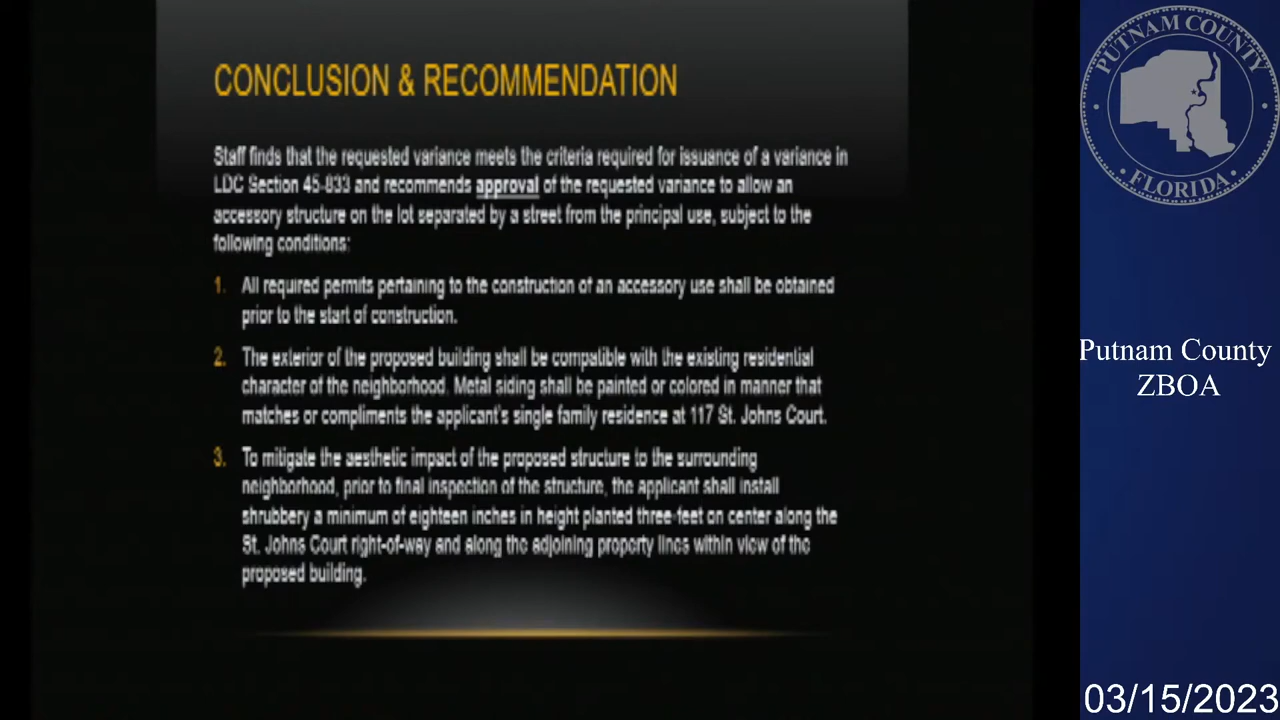 CONCLUSION & RECOMMENDATION
Staff finds that the requested variance meets the criteria required for issuance of a variance in
LDC Section 45-833 and recommends approval of the requested variance to allow an
accessory structure on the lot separated by a street from the principal use, subject to the
following conditions:
1. All required permits pertaining to the construction of an accessory use shall be obtained
prior to the start of construction.
2. The exterior of the proposed building shall be compatible with the existing residential
character of the neighborhood. Metal siding shall be painted or colored in manner that
matches or compliments the applicant's single family residence at 117 St. Johns Court.
3. To mitigate the aesthetic impact of the proposed structure to the surrounding
neighborhood, prior to final inspection of the structure, the applicant shall install
shrubbery a minimum of eighteen inches in height planted three-feet on center along the
St. Johns Court right-of-way and along the adjoining property lines within view of the
proposed building.
PUTNAM COUNTY
FLORIDA
Putnam County
ZBOA
03/15/2023